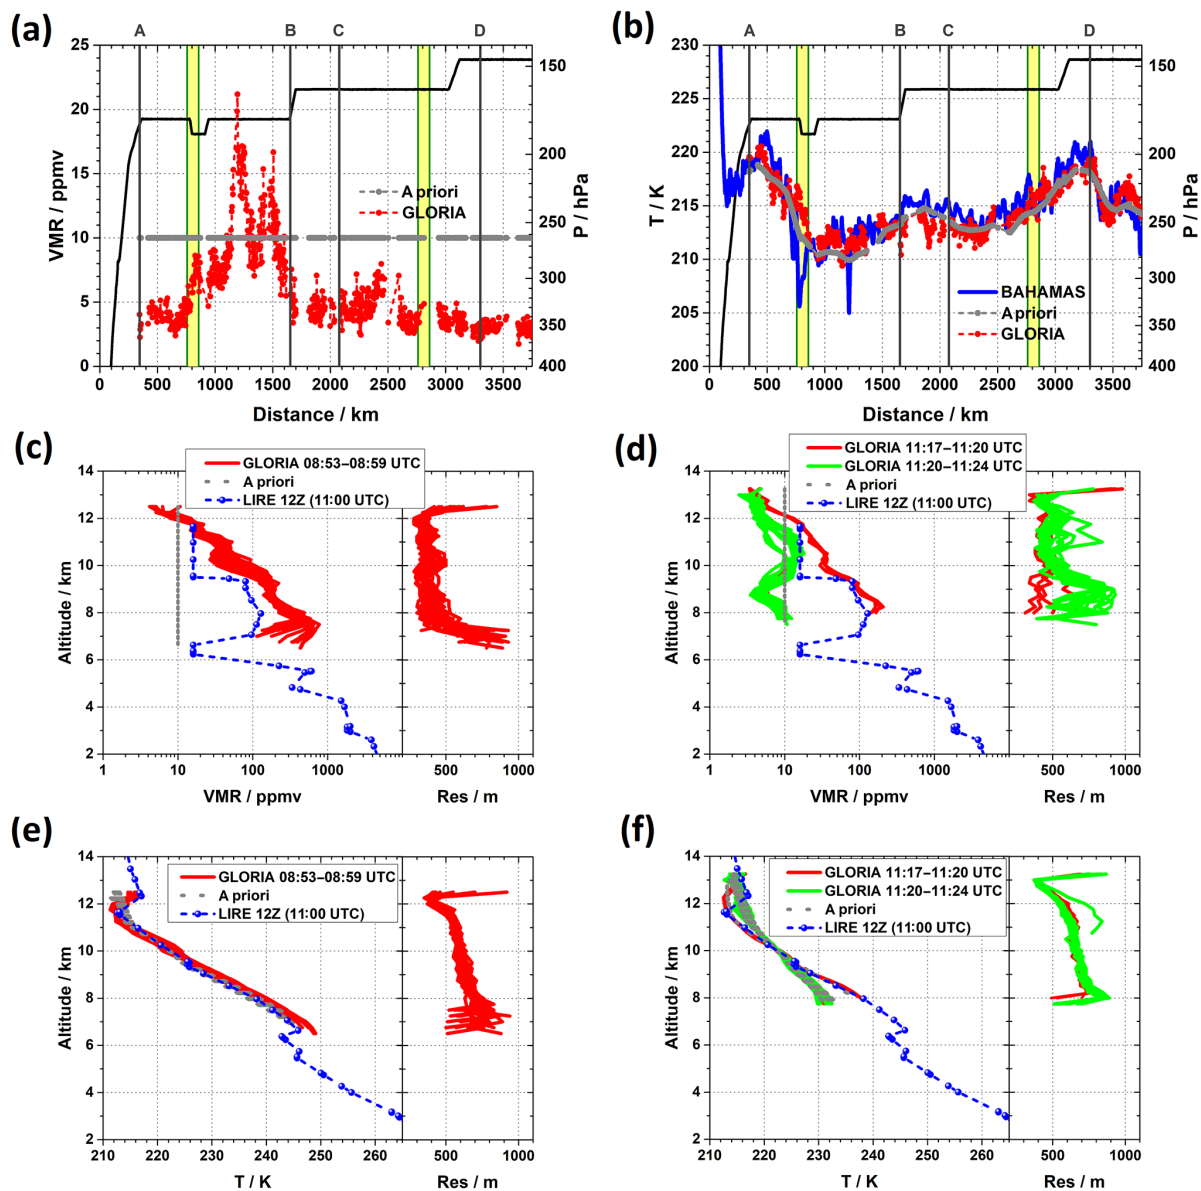 (a)
A B C D
25
20
15
10
5
0
VMR / ppmv
A priori
GLORIA
150
200
250
300
350
400
P / hPa
0 500 1000 1500 2000 2500 3000 3500
Distance / km
(b)
A B C D
230
225
220
215
210
205
200
T / K
BAHAMAS
A priori
GLORIA
150
200
250
300
350
400
P / hPa
0 500 1000 1500 2000 2500 3000 3500
Distance / km
(c)
GLORIA 08:53–08:59 UTC
A priori
LIRE 12Z (11:00 UTC)
14
12
10
8
6
4
2
Altitude / km
1 10 100 1000
VMR / ppmv
500 1000
Res / m
(d)
GLORIA 11:17–11:20 UTC
GLORIA 11:20–11:24 UTC
A priori
LIRE 12Z (11:00 UTC)
14
12
10
8
6
4
2
Altitude / km
1 10 100 1000
VMR / ppmv
500 1000
Res / m
(e)
GLORIA 08:53–08:59 UTC
A priori
LIRE 12Z (11:00 UTC)
14
12
10
8
6
4
2
Altitude / km
210 220 230 240 250 260
T / K
500 1000
Res / m
(f)
GLORIA 11:17–11:20 UTC
GLORIA 11:20–11:24 UTC
A priori
LIRE 12Z (11:00 UTC)
14
12
10
8
6
4
2
Altitude / km
210 220 230 240 250 260
T / K
500 1000
Res / m